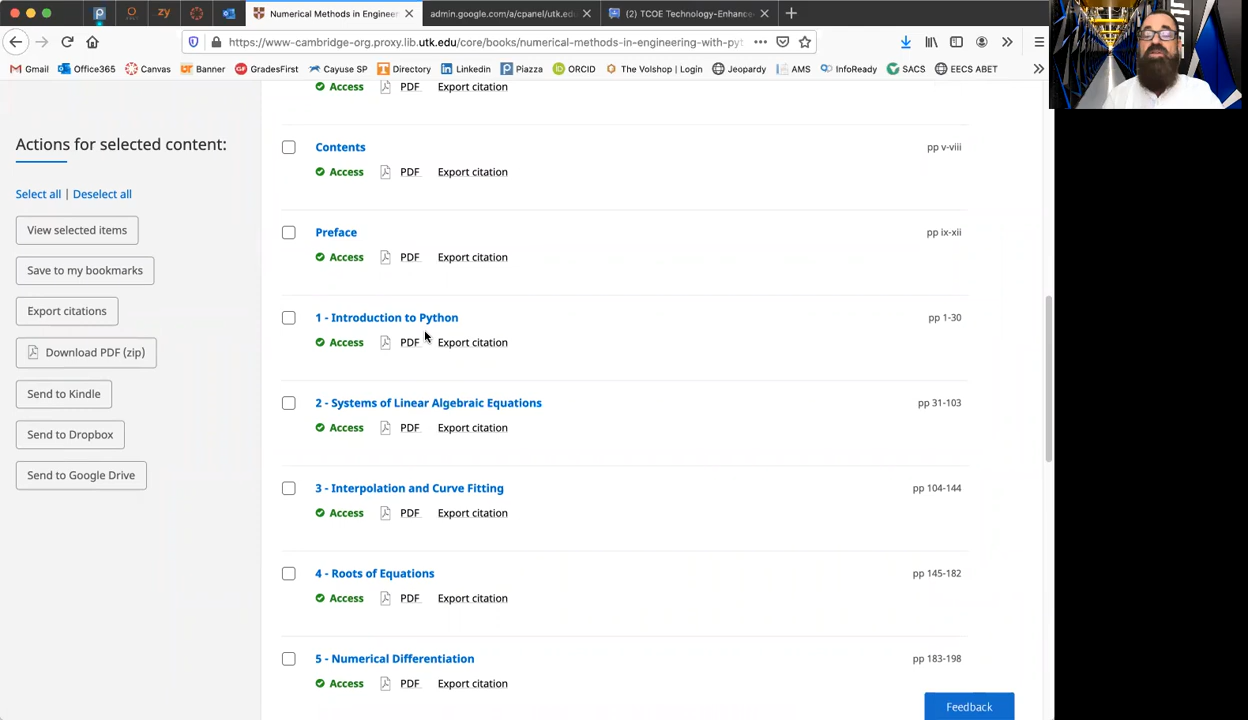 Numerical Methods in Engineer
admin.google.com/a/cpanel/utk.edu
(2) TCOE Technology-Enhance
zy
https://www-cambridge-org.proxy.lib.utk.edu/core/books/numerical-methods-in-engineering-with-pyt
Gmail
Office365
Canvas
Banner
GradesFirst
Cayuse SP
Directory
LinkedIn
Piazza
ORCID
The Volshop | Login
Jeopardy
AMS
InfoReady
SACS
EECS ABET
Access PDF Export citation
Actions for selected content:
Select all | Deselect all
View selected items
Save to my bookmarks
Export citations
Download PDF (zip)
Send to Kindle
Send to Dropbox
Send to Google Drive
Contents pp v-viii
Access PDF Export citation
Preface pp ix-xii
Access PDF Export citation
1 - Introduction to Python pp 1-30
Access PDF Export citation
2 - Systems of Linear Algebraic Equations pp 31-103
Access PDF Export citation
3 - Interpolation and Curve Fitting pp 104-144
Access PDF Export citation
4 - Roots of Equations pp 145-182
Access PDF Export citation
5 - Numerical Differentiation pp 183-198
Access PDF Export citation
Feedback